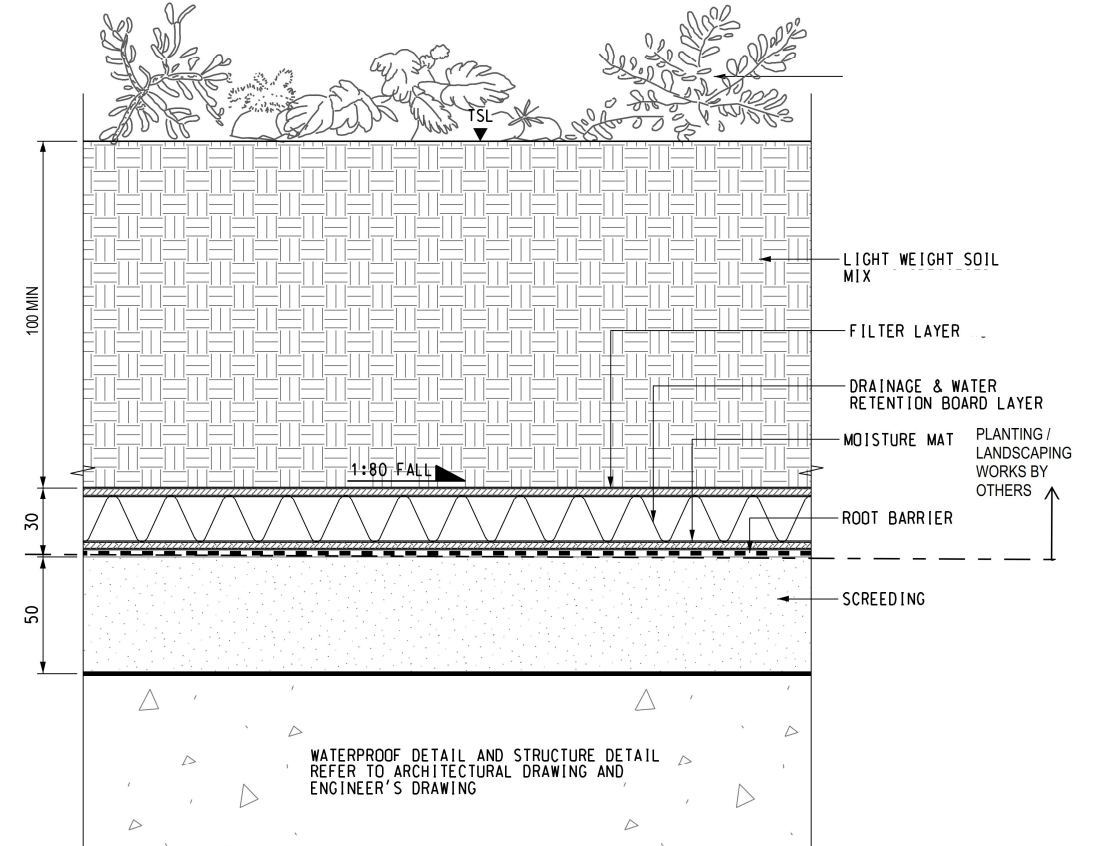 TSL
LIGHT WEIGHT SOIL
MIX
100 MIN
FILTER LAYER
DRAINAGE & WATER
RETENTION BOARD LAYER
MOISTURE MAT
PLANTING /
LANDSCAPING
WORKS BY
OTHERS
1:80 FALL
30
ROOT BARRIER
50
SCREEDING
WATERPROOF DETAIL AND STRUCTURE DETAIL
REFER TO ARCHITECTURAL DRAWING AND
ENGINEER'S DRAWING